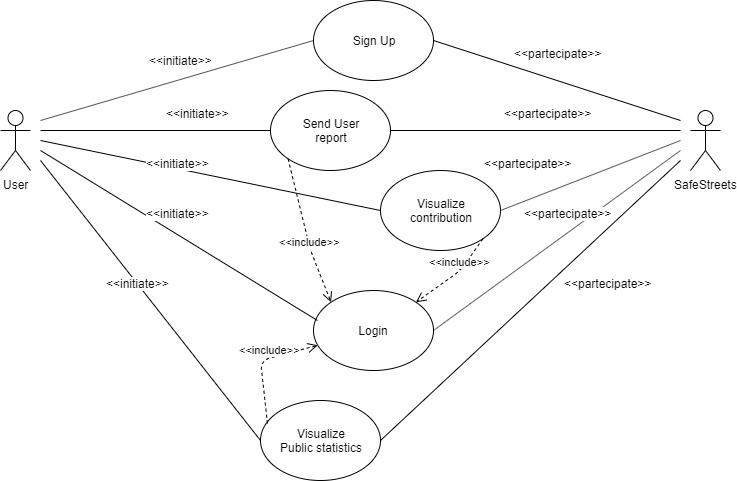 Sign Up
<<initiate>>
<<partecipate>>
Send User
report
<<initiate>>
<<partecipate>>
User
SafeStreets
<<initiate>>
<<partecipate>>
Visualize
contribution
<<initiate>>
<<partecipate>>
<<include>>
<<include>>
<<initiate>>
<<partecipate>>
Login
<<include>>
Visualize
Public statistics